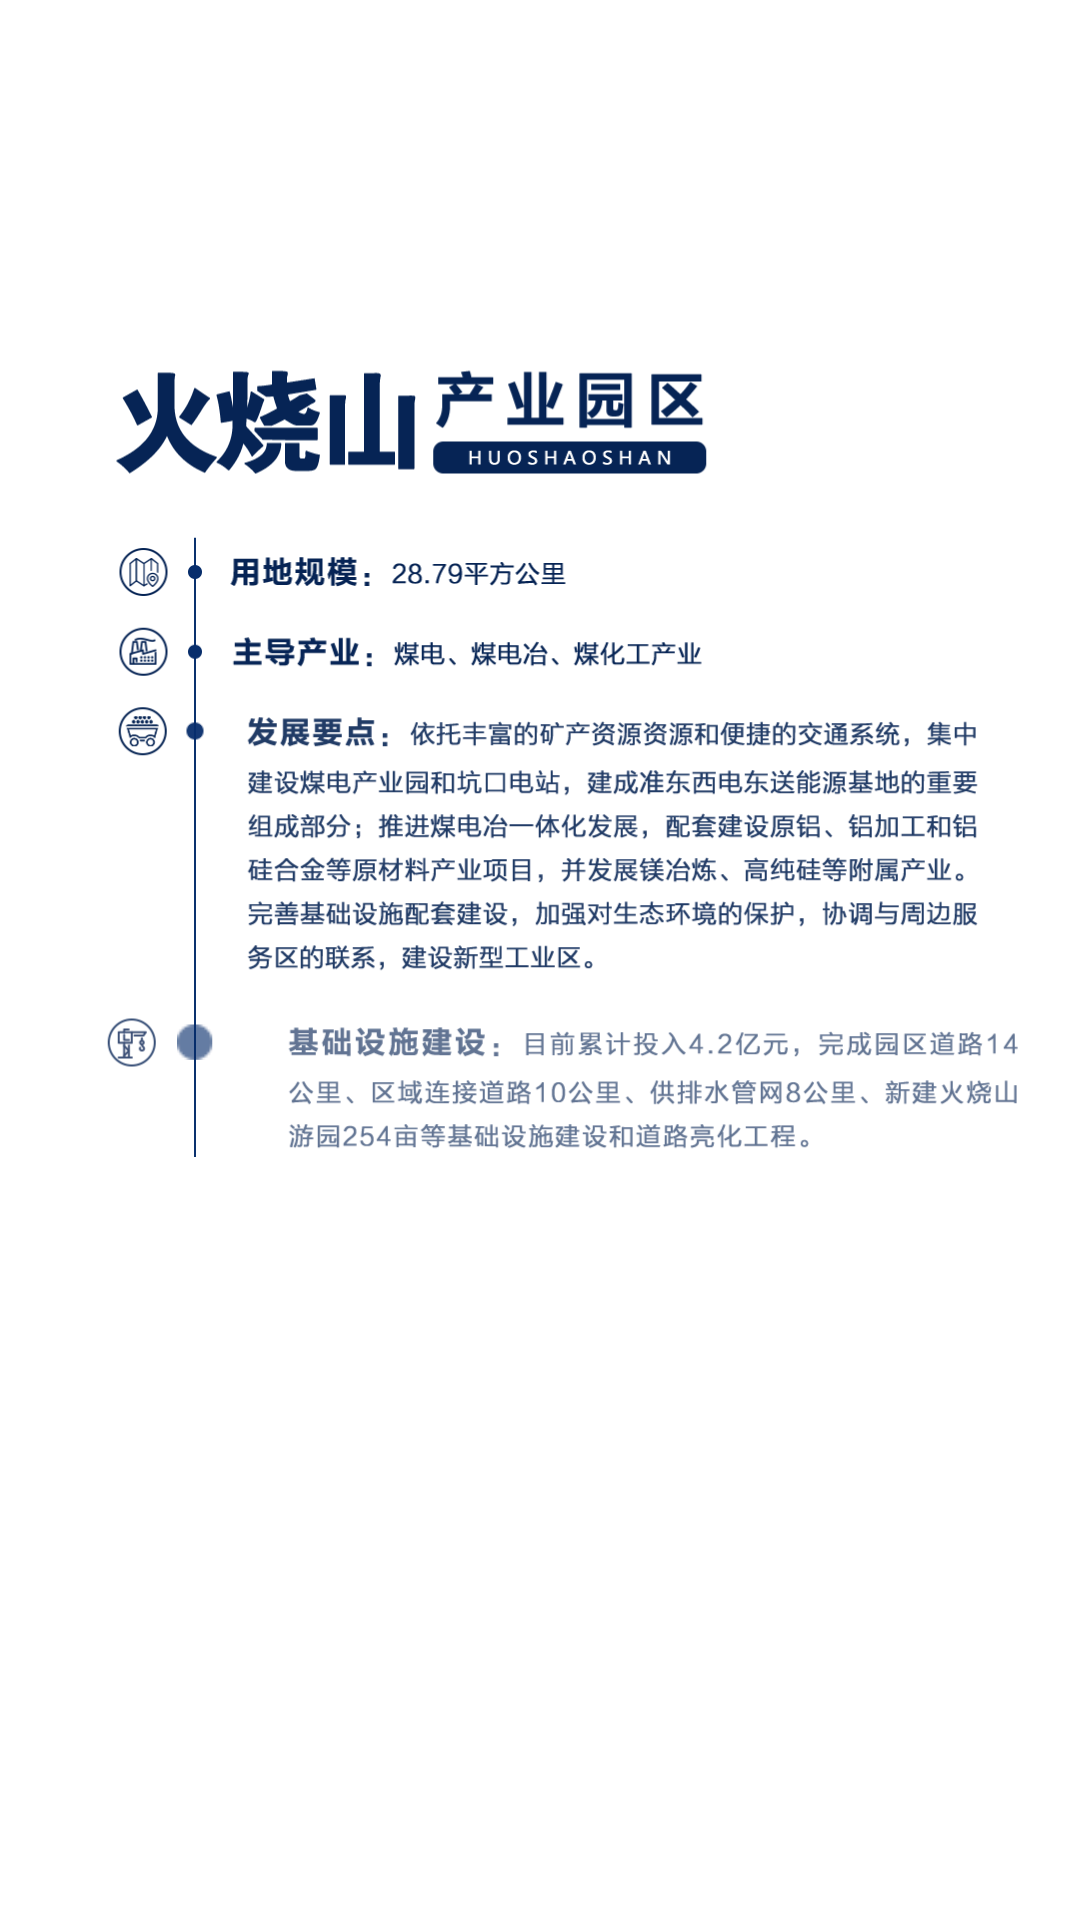 火烧山 产业园区
HUOSHAOSHAN
用地规模：28.79平方公里
主导产业：煤电、煤电冶、煤化工产业
发展要点：依托丰富的矿产资源资源和便捷的交通系统，集中
建设煤电产业园和坑口电站，建成准东西电东送能源基地的重要
组成部分；推进煤电冶一体化发展，配套建设原铝、铝加工和铝
硅合金等原材料产业项目，并发展镁冶炼、高纯硅等附属产业。
完善基础设施配套建设，加强对生态环境的保护，协调与周边服
务区的联系，建设新型工业区。
基础设施建设：目前累计投入4.2亿元，完成园区道路14
公里、区域连接道路10公里、供排水管网8公里、新建火烧山
游园254亩等基础设施建设和道路亮化工程。